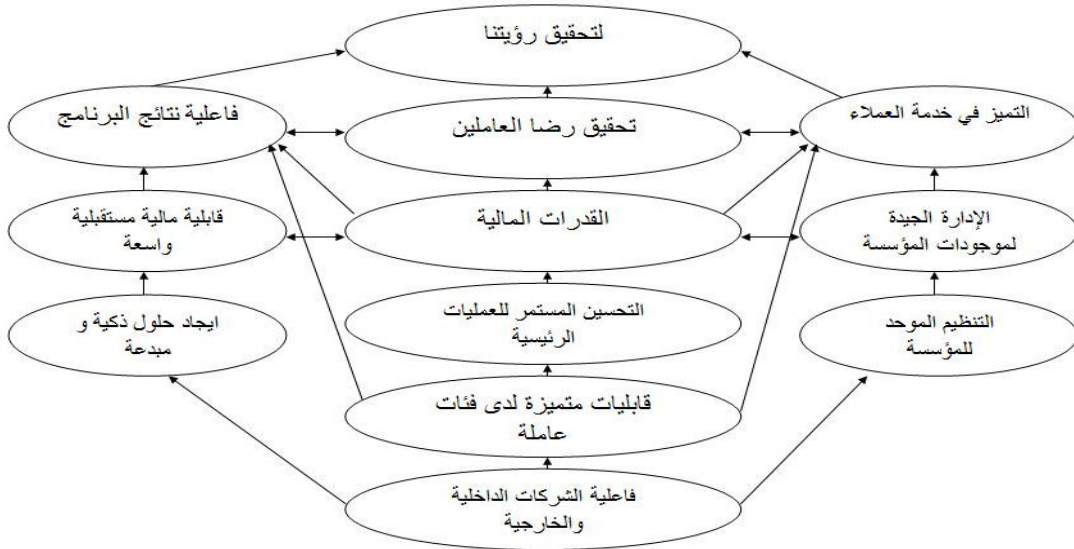 لتحقيق رؤيتنا
التميز في خدمة العملاء
تحقيق رضا العاملين
فاعلية نتائج البرنامج
الإدارة الجيدة
لموجودات المؤسسة
القدرات المالية
قابلية مالية مستقبلية
واسعة
التنظيم الموحد
للمؤسسة
التحسين المستمر للعمليات
الرئيسية
ايجاد حلول ذكية و
مبدعة
قابليات متميزة لدى فئات
عاملة
فاعلية الشركات الداخلية
والخارجية